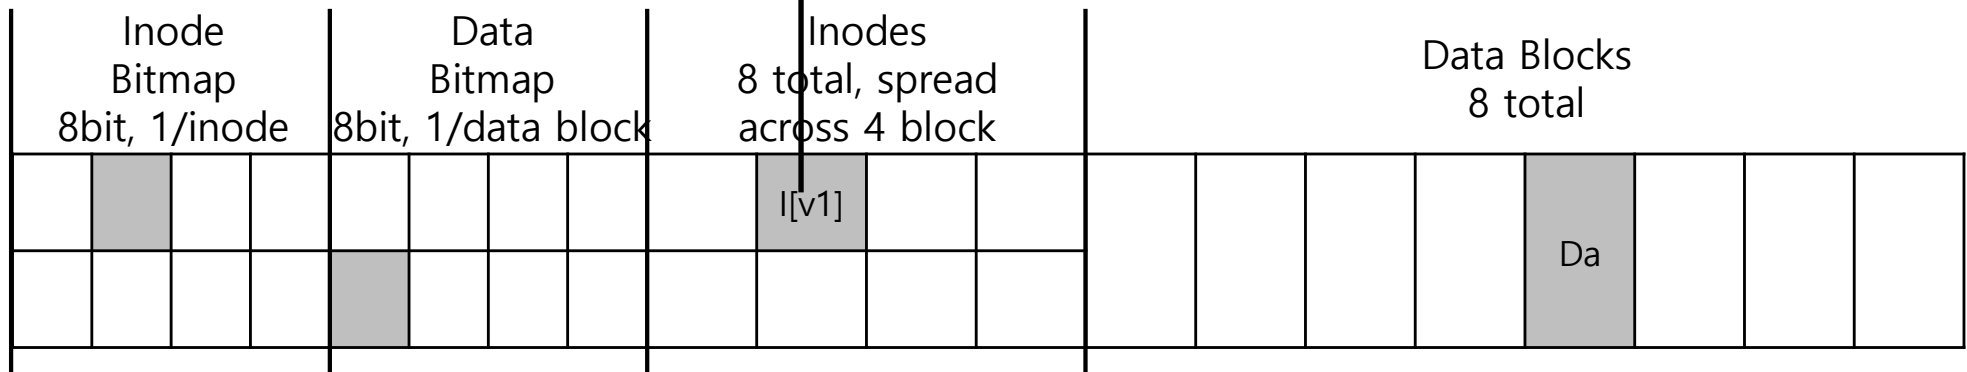 Inode
Bitmap
8bit, 1/inode
Data
Bitmap
8bit, 1/data block
Inodes
8 total, spread
across 4 block
Data Blocks
8 total
I[v1]
Da